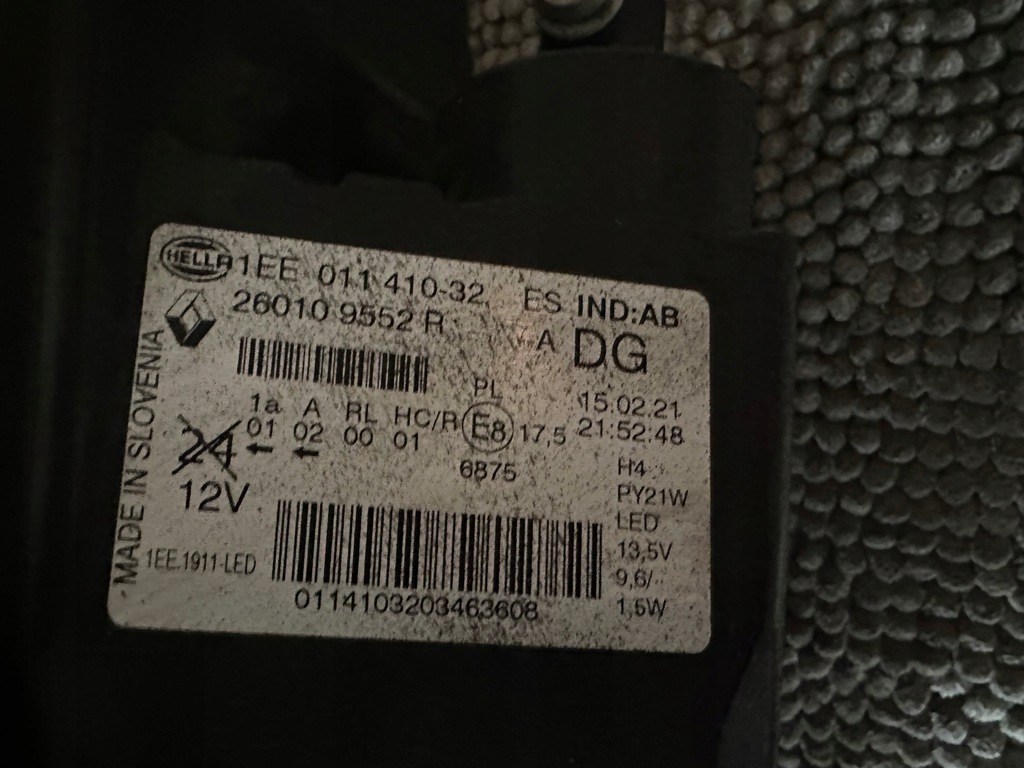 HELLA 1EE 011 410-32 ES IND:AB
26010 9552 R A DG
MADE IN SLOVENIA
PL
15.02.21
1a A RL HC/R E8 17,5 21:52:48
01 02 00 01
← ←
24
6875
12V
H4
PY21W
LED
13,5V
9,6/-
1,5W
1EE.1911-LED
0114103203463608